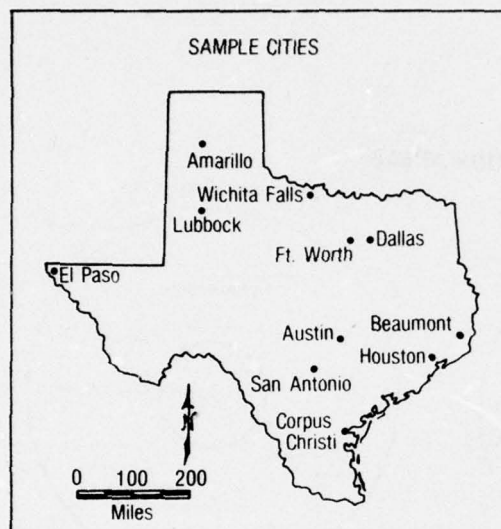 SAMPLE CITIES
Amarillo
Wichita Falls
Lubbock
Ft. Worth
Dallas
El Paso
Austin
Beaumont
Houston
San Antonio
Corpus
Christi
N
0 100 200
Miles